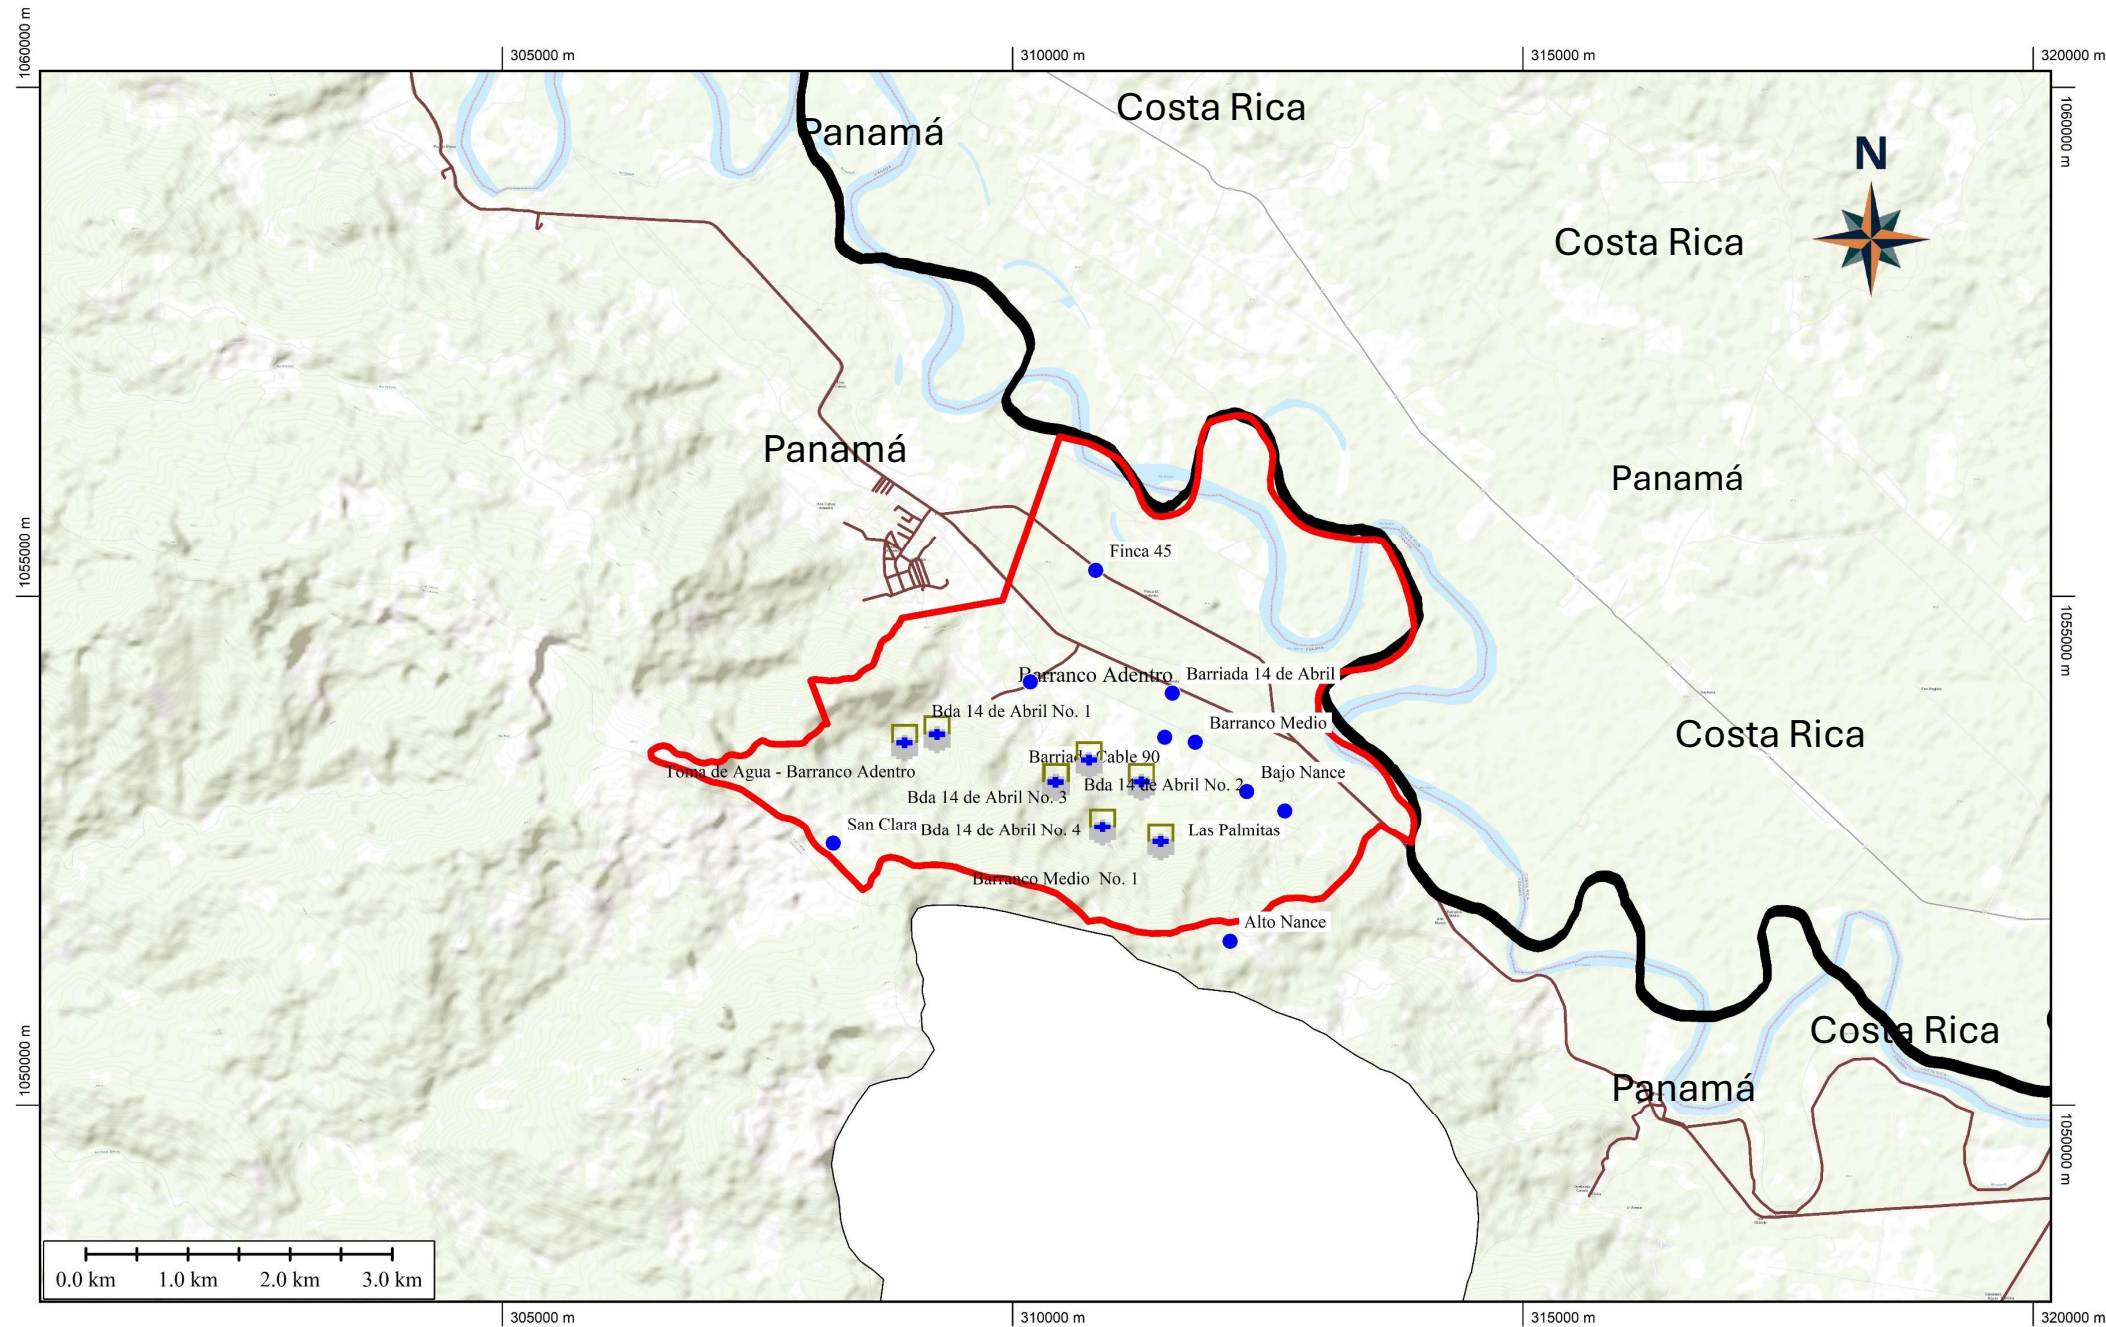 305000 m
310000 m
315000 m
320000 m
1060000 m
1060000 m
Costa Rica
Panamá
N
Costa Rica
Panamá
Panamá
1055000 m
Finca 45
1055000 m
Barranco Adentro
Barriada 14 de Abril
Bda 14 de Abril No. 1
Barranco Medio
Costa Rica
Barriada Cable 90
Toma de Agua - Barranco Adentro
Bajo Nance
Bda 14 de Abril No. 2
Bda 14 de Abril No. 3
San Clara
Bda 14 de Abril No. 4
Las Palmitas
Barranco Medio No. 1
Alto Nance
Costa Rica
1050000 m
Panamá
1050000 m
0.0 km
1.0 km
2.0 km
3.0 km
305000 m
310000 m
315000 m
320000 m